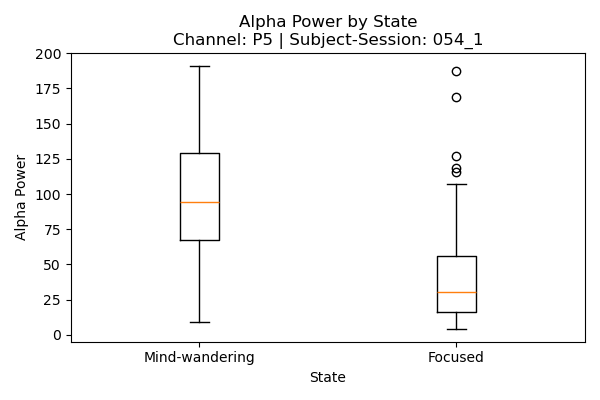 Alpha Power by State
Channel: P5 | Subject-Session: 054_1
200
175
150
125
100
75
50
25
0
Alpha Power
Mind-wandering
Focused
State